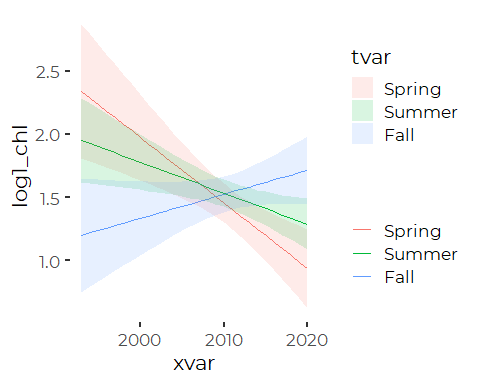 tvar
Spring
Summer
Fall
Spring
Summer
Fall
log1_chl
2.5
2.0
1.5
1.0
2000 2010 2020
xvar